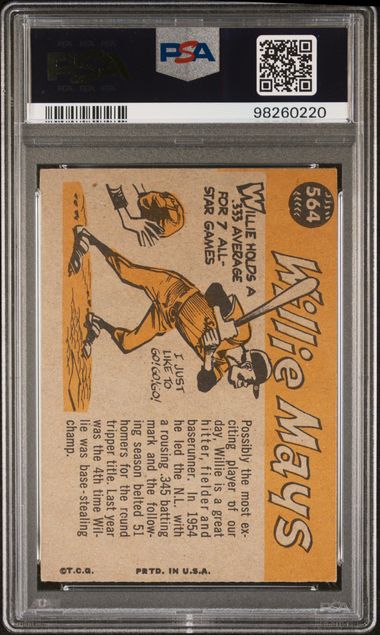 PSA
PSA
98260220
564
Willie Mays
WILLIE HOLDS A
.333 AVERAGE
FOR 7 ALL-
STAR GAMES
I JUST
LIKE TO
GO! GO! GO!
Possibly the most ex-
citing player of our
day, Willie is a great
hitter, fielder and
baserunner. In 1954
he led the N.L. with
a rousing .345 batting
mark and the follow-
ing season belted 51
homers for the round
tripper title. Last year
was the 4th time Wil-
lie was base-stealing
champ.
©T.C.G. PRTD. IN U.S.A.